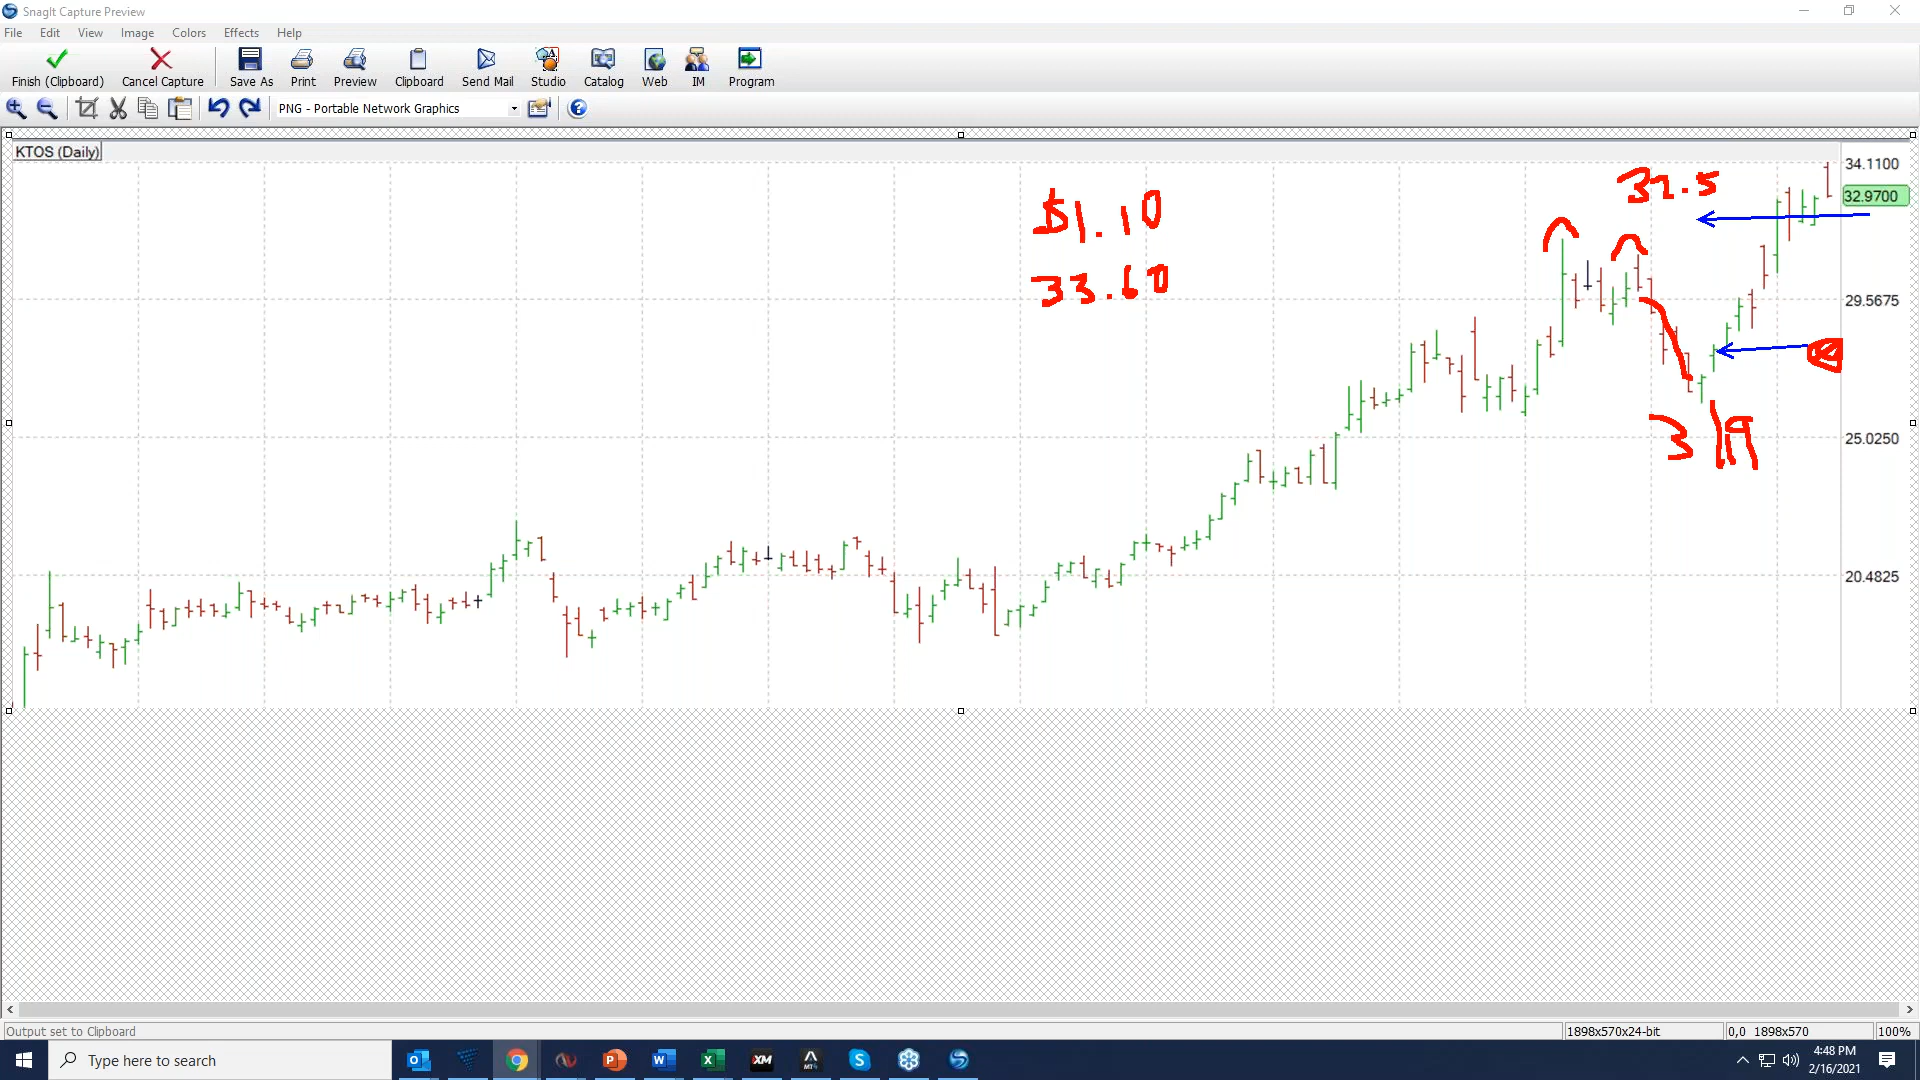 SnagIt Capture Preview
File Edit View Image Colors Effects Help
Finish (Clipboard) Cancel Capture Save As Print Preview Clipboard Send Mail Studio Catalog Web IM Program
PNG - Portable Network Graphics
KTOS (Daily)
34.1100
32.5
32.9700
$1.10
33.60
29.5675
25.0250
20.4825
Output set to Clipboard
1898x570x24-bit
0,0 1898x570
100%
Type here to search
4:48 PM
2/16/2021